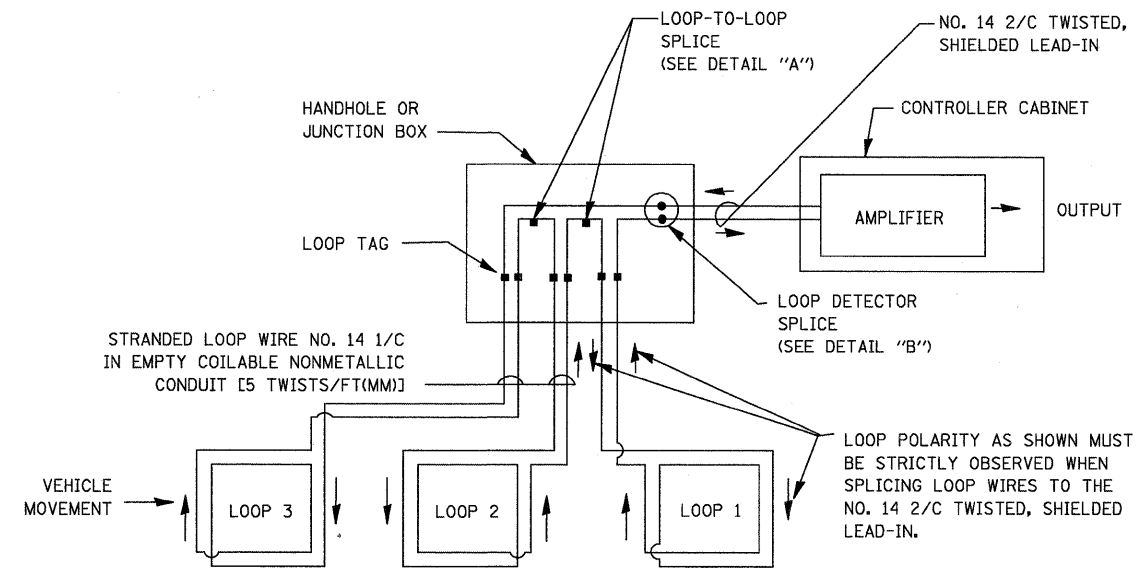 LOOP-TO-LOOP
SPLICE
(SEE DETAIL "A")
NO. 14 2/C TWISTED,
SHIELDED LEAD-IN
HANDHOLE OR
JUNCTION BOX
CONTROLLER CABINET
AMPLIFIER
OUTPUT
LOOP TAG
LOOP DETECTOR
SPLICE
(SEE DETAIL "B")
STRANDED LOOP WIRE NO. 14 1/C
IN EMPTY COILABLE NONMETALLIC
CONDUIT [5 TWISTS/FT(MM)]
LOOP POLARITY AS SHOWN MUST
BE STRICTLY OBSERVED WHEN
SPLICING LOOP WIRES TO THE
NO. 14 2/C TWISTED, SHIELDED
LEAD-IN.
VEHICLE
MOVEMENT
LOOP 3
LOOP 2
LOOP 1